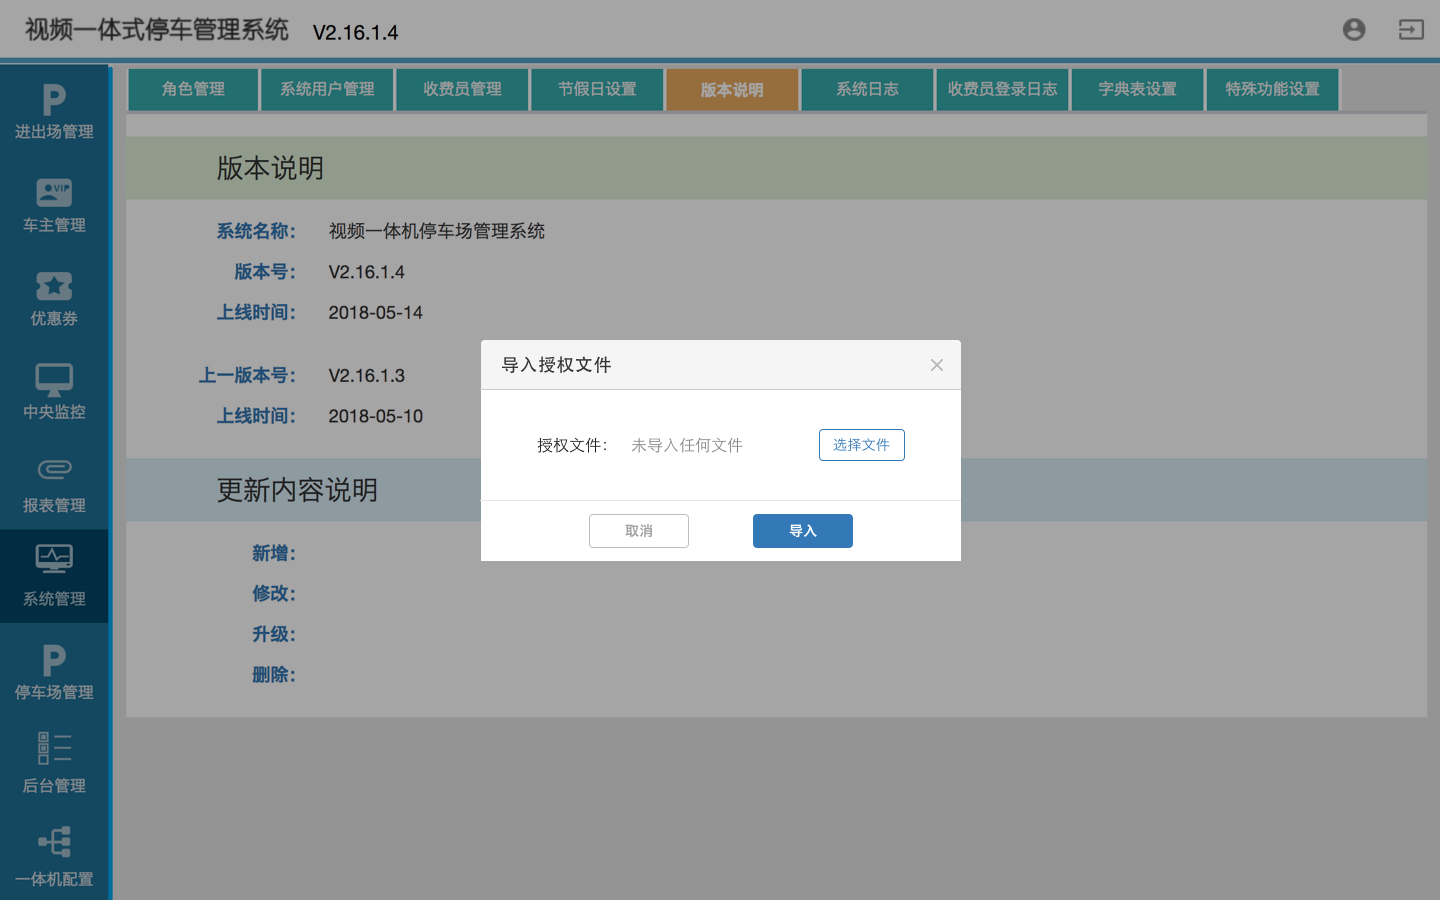 视频一体式停车管理系统 V2.16.1.4
角色管理 系统用户管理 收费员管理 节假日设置 版本说明 系统日志 收费员登录日志 字典表设置 特殊功能设置
P
进出场管理
VIP
车主管理
优惠券
中央监控
报表管理
系统管理
P
停车场管理
后台管理
一体机配置
版本说明
系统名称： 视频一体机停车场管理系统
版本号： V2.16.1.4
上线时间： 2018-05-14
上一版本号： V2.16.1.3
上线时间： 2018-05-10
更新内容说明
新增：
修改：
升级：
删除：
导入授权文件
授权文件： 未导入任何文件 选择文件
取消 导入